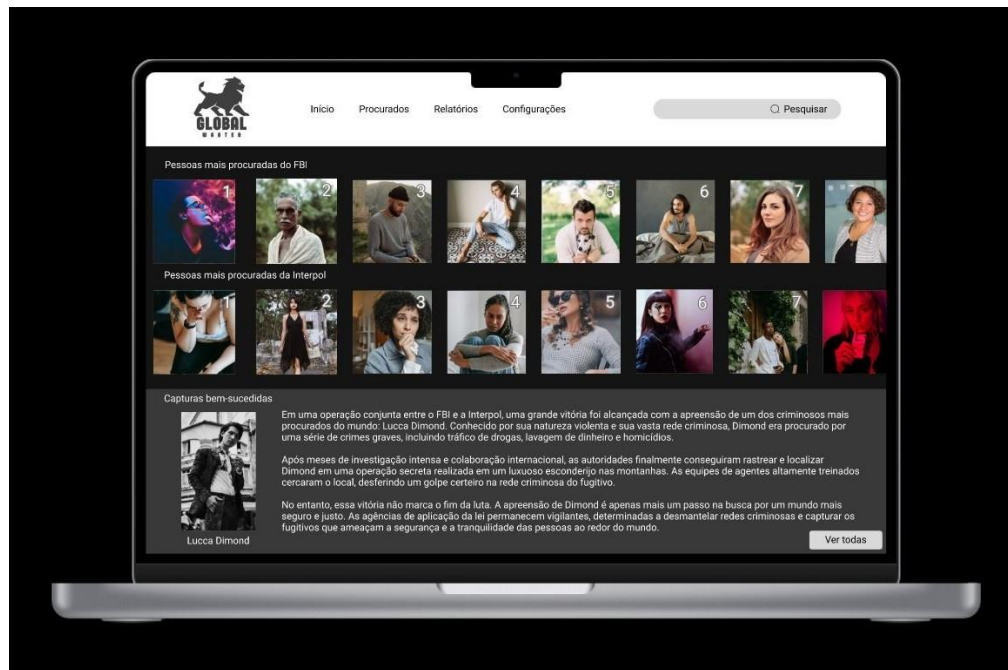 GLOBAL
WANTED
Início Procurados Relatórios Configurações Pesquisar
Pessoas mais procuradas do FBI
1 2 3 4 5 6 7
Pessoas mais procuradas da Interpol
1 2 3 4 5 6 7
Capturas bem-sucedidas
Em uma operação conjunta entre o FBI e a Interpol, uma grande vitória foi alcançada com a apreensão de um dos criminosos mais
procurados do mundo: Lucca Dimond. Conhecido por sua natureza violenta e sua vasta rede criminosa, Dimond era procurado por
uma série de crimes graves, incluindo tráfico de drogas, lavagem de dinheiro e homicídios.
Após meses de investigação intensa e colaboração internacional, as autoridades finalmente conseguiram rastrear e localizar
Dimond em uma operação secreta realizada em um luxuoso esconderijo nas montanhas. As equipes de agentes altamente treinados
cercaram o local, desferindo um golpe certeiro na rede criminosa do fugitivo.
No entanto, essa vitória não marca o fim da luta. A apreensão de Dimond é apenas mais um passo na busca por um mundo mais
seguro e justo. As agências de aplicação da lei permanecem vigilantes, determinadas a desmantelar redes criminosas e capturar os
fugitivos que ameaçam a segurança e a tranquilidade das pessoas ao redor do mundo.
Lucca Dimond
Ver todas